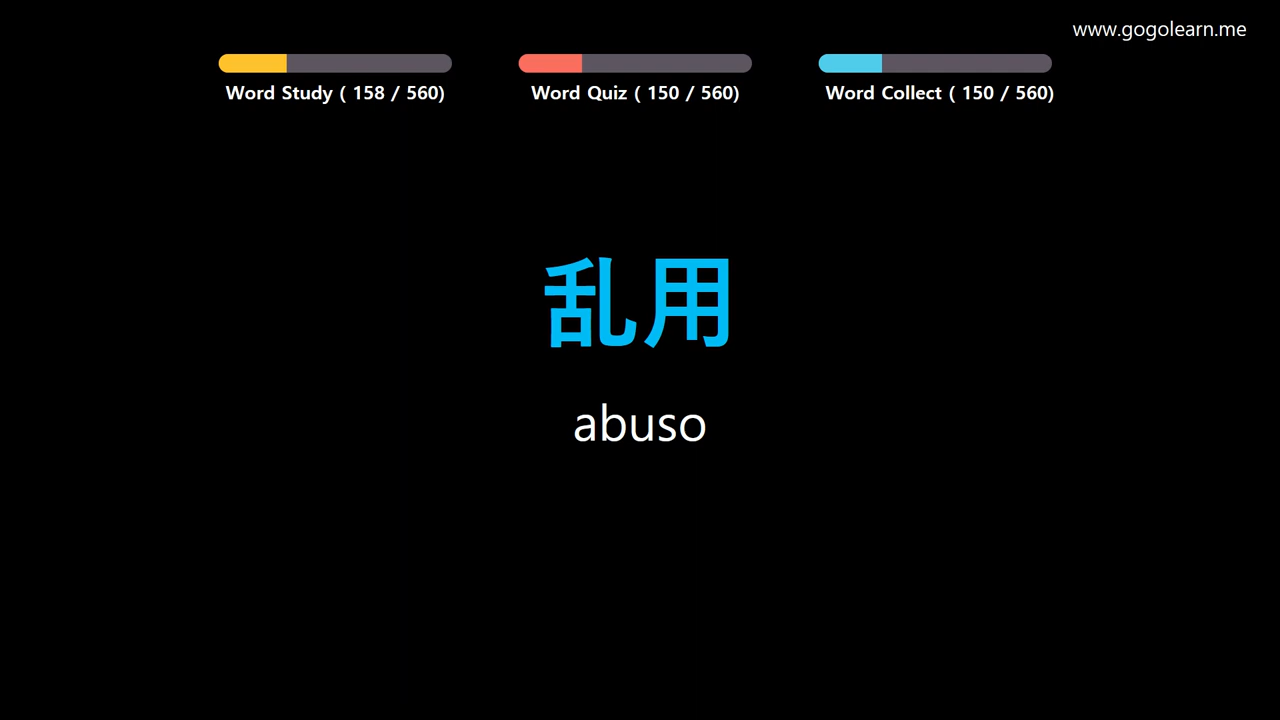 www.gogolearn.me
Word Study ( 158 / 560)
Word Quiz ( 150 / 560)
Word Collect ( 150 / 560)
乱用
abuso